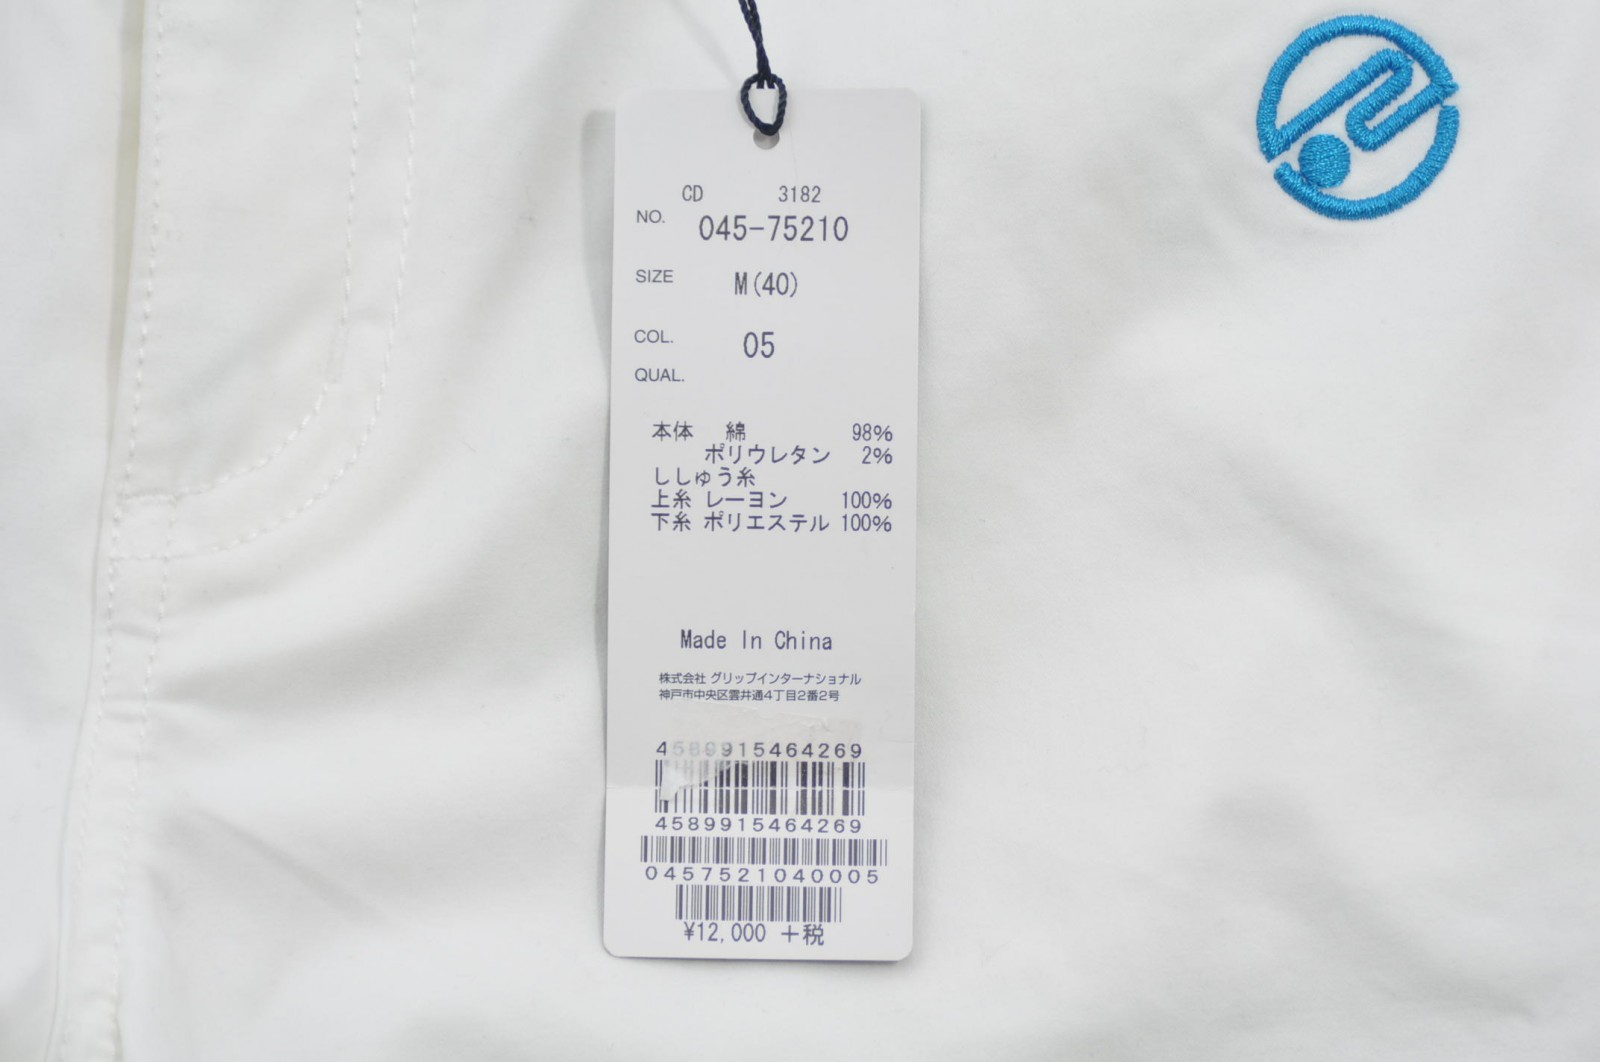 CD 3182
NO. 045-75210
SIZE M(40)
COL. 05
QUAL.
本体 綿 98%
ポリウレタン 2%
ししゅう糸
上糸 レーヨン 100%
下糸 ポリエステル 100%
Made In China
株式会社 グリップインターナショナル
神戸市中央区雲井通4丁目2番2号
4589915464269
4589915464269
0457521040005
¥12,000 +税